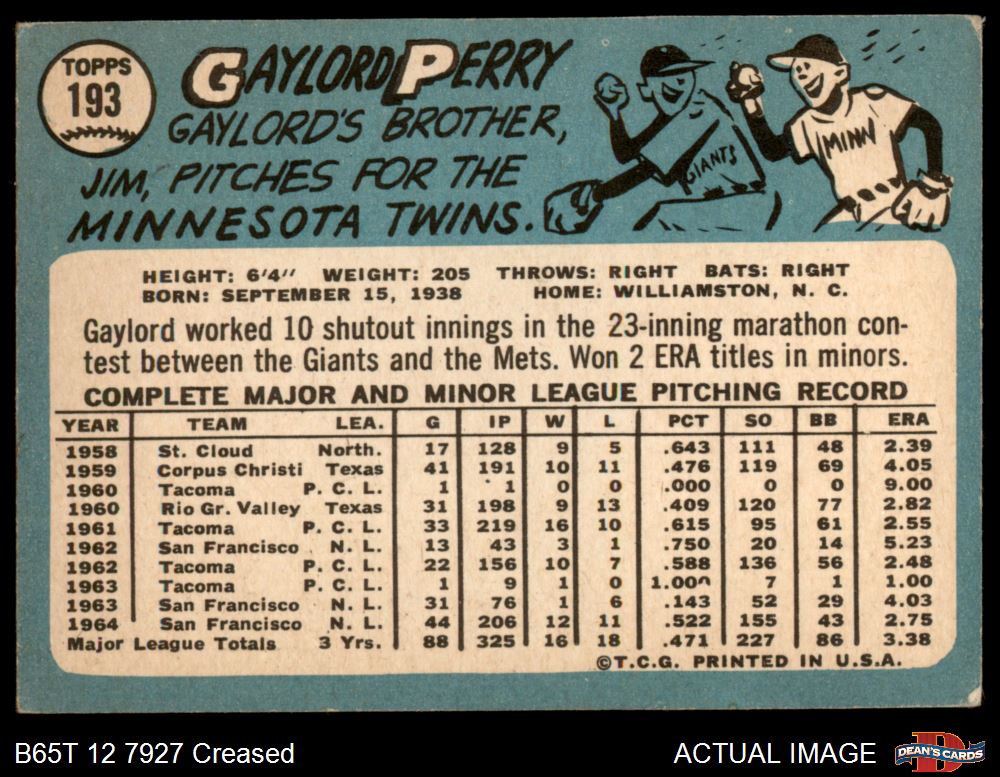 TOPPS
193
GAYLORD PERRY
GAYLORD'S BROTHER,
JIM, PITCHES FOR THE
MINNESOTA TWINS.
GIANTS
MINN
HEIGHT: 6'4" WEIGHT: 205 THROWS: RIGHT BATS: RIGHT
BORN: SEPTEMBER 15, 1938 HOME: WILLIAMSTON, N. C.
Gaylord worked 10 shutout innings in the 23-inning marathon con-
test between the Giants and the Mets. Won 2 ERA titles in minors.
COMPLETE MAJOR AND MINOR LEAGUE PITCHING RECORD
YEAR TEAM LEA. G IP W L PCT SO BB ERA
1958 St. Cloud North. 17 128 9 5 .643 111 48 2.39
1959 Corpus Christi Texas 41 191 10 11 .476 119 69 4.05
1960 Tacoma P. C. L. 1 1 0 0 .000 0 0 9.00
1960 Rio Gr. Valley Texas 31 198 9 13 .409 120 77 2.82
1961 Tacoma P. C. L. 33 219 16 10 .615 95 61 2.55
1962 San Francisco N. L. 13 43 3 1 .750 20 14 5.23
1962 Tacoma P. C. L. 22 156 10 7 .588 136 56 2.48
1963 Tacoma P. C. L. 1 9 1 0 1.000 7 1 1.00
1963 San Francisco N. L. 31 76 1 6 .143 52 29 4.03
1964 San Francisco N. L. 44 206 12 11 .522 155 43 2.75
Major League Totals 3 Yrs. 88 325 16 18 .471 227 86 3.38
©T.C.G. PRINTED IN U.S.A.
B65T 12 7927 Creased
ACTUAL IMAGE
D
DEAN'S CARDS